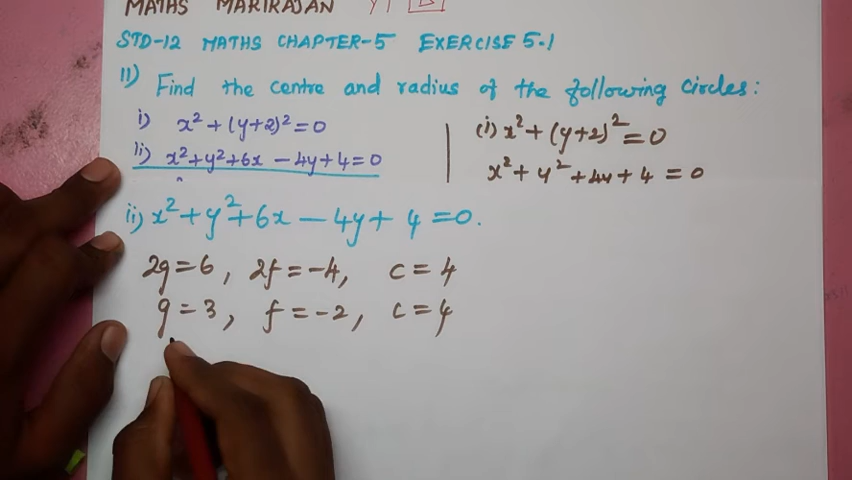 MATHS MARIRAJAN
STD-12 MATHS CHAPTER-5 EXERCISE 5.1
11) Find the centre and radius of the following circles:
i) x² + (y+2)² = 0
ii) x² + y² + 6x - 4y + 4 = 0
(i) x² + (y+2)² = 0
x² + y² + 4y + 4 = 0
ii) x² + y² + 6x - 4y + 4 = 0.
2g = 6, 2f = -4, c = 4
g = 3, f = -2, c = 4